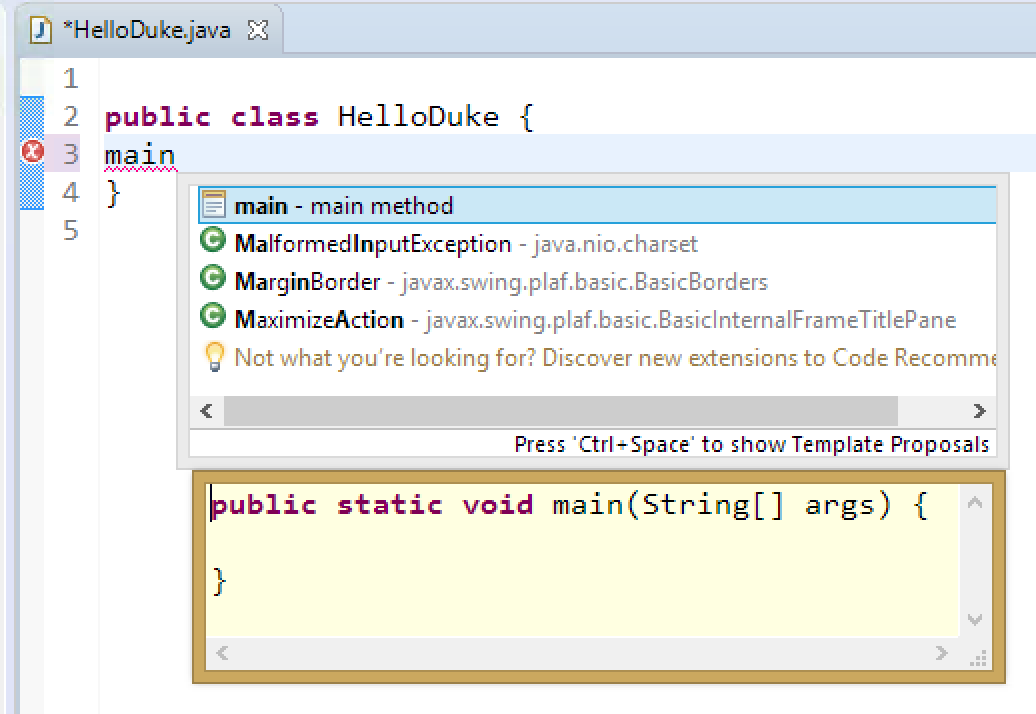 *HelloDuke.java
1
2 public class HelloDuke {
3 main
4 }
5
main - main method
MalformedInputException - java.nio.charset
MarginBorder - javax.swing.plaf.basic.BasicBorders
MaximizeAction - javax.swing.plaf.basic.BasicInternalFrameTitlePane
Not what you're looking for? Discover new extensions to Code Recomme
Press 'Ctrl+Space' to show Template Proposals
public static void main(String[] args) {
}